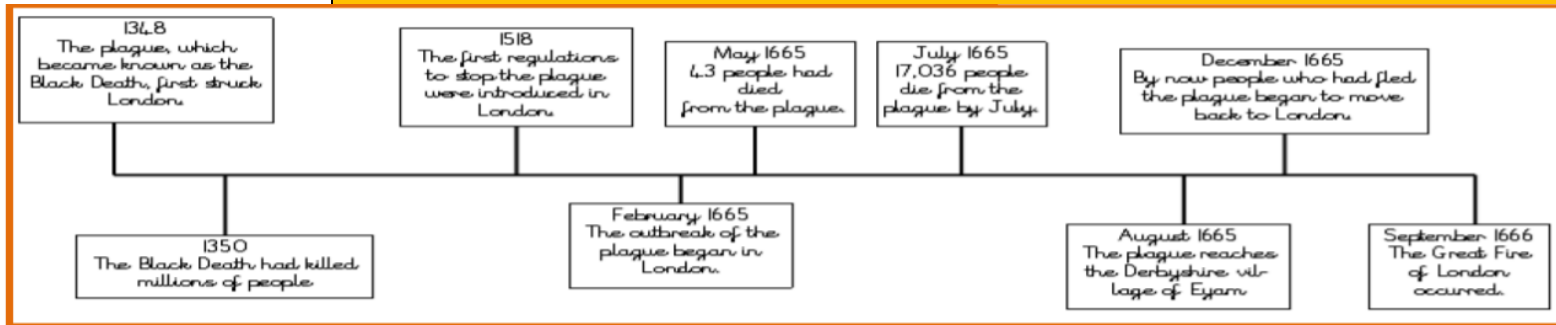 1348
The plague, which
became known as the
Black Death, first struck
London.
1350
The Black Death had killed
millions of people
1518
The first regulations
to stop the plague
were introduced in
London.
February 1665
The outbreak of the
plague began in
London.
May 1665
43 people had
died
from the plague.
July 1665
17,036 people
die from the
plague by July.
August 1665
The plague reaches
the Derbyshire vil-
lage of Eyam
December 1665
By now people who had fled
the plague began to move
back to London.
September 1666
The Great Fire
of London
occurred.